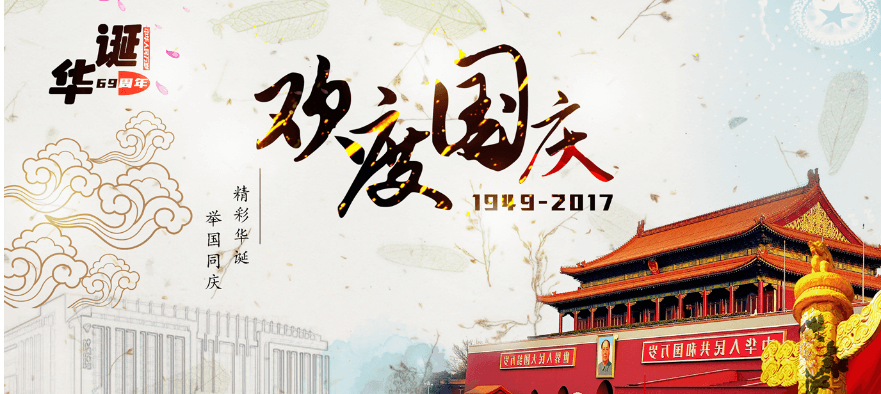 华诞
69周年
欢度国庆
1949-2017
精彩华诞
举国同庆
中华人民共和国万岁
世界人民大团结万岁